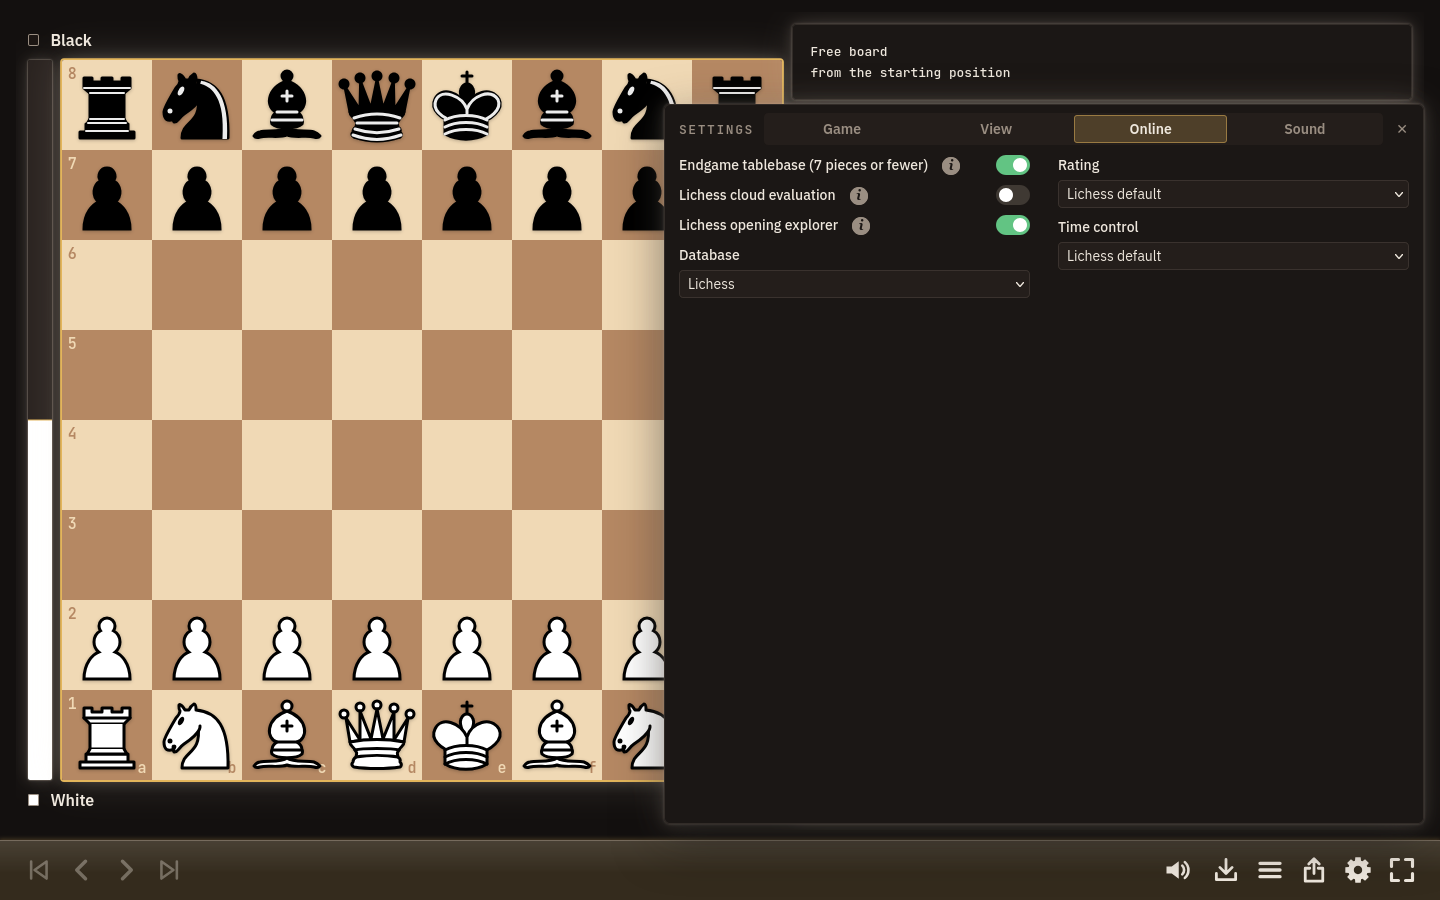 Black
Free board
from the starting position
8
7
6
5
4
3
2
1
a
b
c
d
e
f
White
SETTINGS
Game
View
Online
Sound
×
Endgame tablebase (7 pieces or fewer)
i
Lichess cloud evaluation
i
Lichess opening explorer
i
Database
Lichess
Rating
Lichess default
Time control
Lichess default